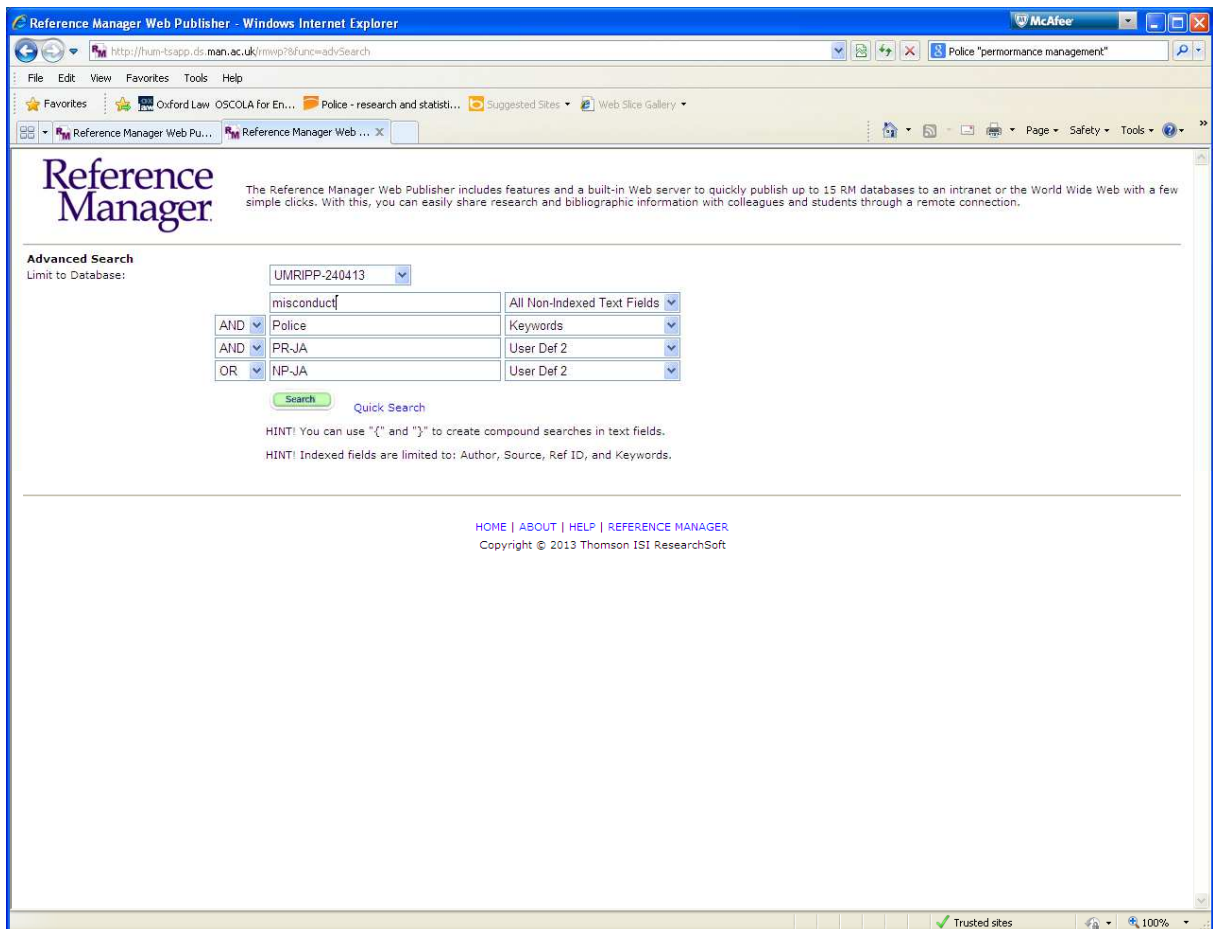 Reference Manager Web Publisher - Windows Internet Explorer
McAfee
http://hum-tsapp.ds.man.ac.uk/rmwp?&func=advSearch
Police "permormance management"
File Edit View Favorites Tools Help
Favorites Oxford Law OSCOLA for En... Police - research and statisti... Suggested Sites Web Slice Gallery
Reference Manager Web Pu... Reference Manager Web ... X
Page Safety Tools
Reference
Manager
The Reference Manager Web Publisher includes features and a built-in Web server to quickly publish up to 15 RM databases to an intranet or the World Wide Web with a few
simple clicks. With this, you can easily share research and bibliographic information with colleagues and students through a remote connection.
Advanced Search
Limit to Database: UMRIPP-240413
misconduct All Non-Indexed Text Fields
AND Police Keywords
AND PR-JA User Def 2
OR NP-JA User Def 2
Search Quick Search
HINT! You can use "{" and "}" to create compound searches in text fields.
HINT! Indexed fields are limited to: Author, Source, Ref ID, and Keywords.
HOME | ABOUT | HELP | REFERENCE MANAGER
Copyright © 2013 Thomson ISI ResearchSoft
Trusted sites 100%